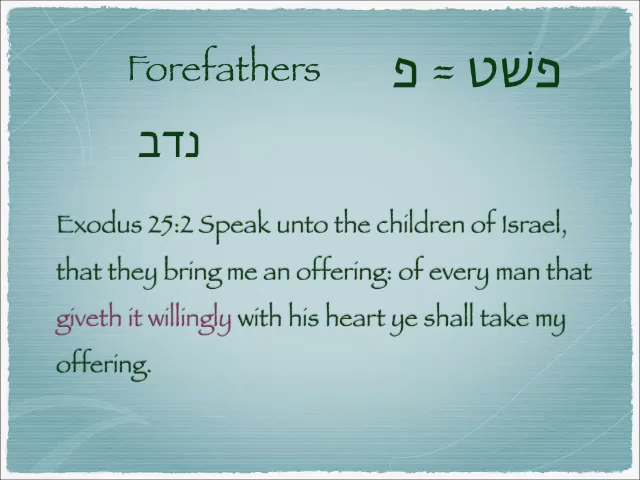 Forefathers פ = פשׁט
נדב
Exodus 25:2 Speak unto the children of Israel,
that they bring me an offering: of every man that
giveth it willingly with his heart ye shall take my
offering.